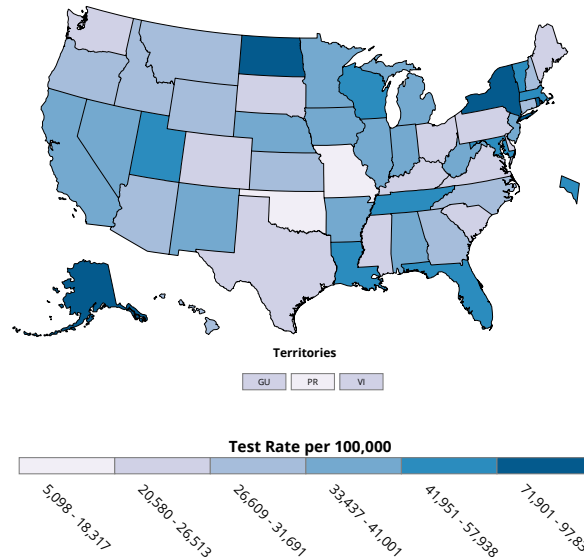 Territories
GU
PR
VI
Test Rate per 100,000
5,098 - 18,317
20,580 - 26,513
26,609 - 31,691
33,437 - 41,001
41,951 - 57,938
71,901 - 97,83